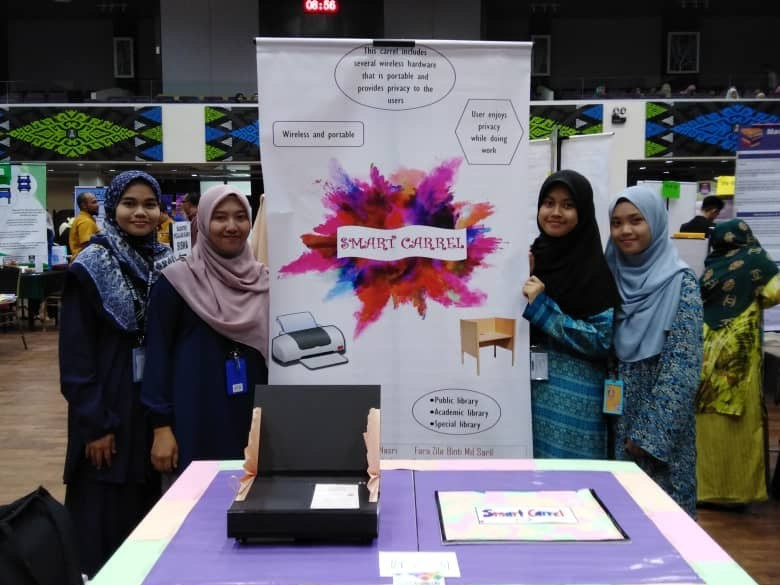 08:56
This carrel includes
several wireless hardware
that is portable and
provides privacy to the
users
Wireless and portable
User enjoys
privacy
while doing
work
SMART CARREL
•Public library
•Academic library
•Special library
Nasri Fara Zila Binti Md Saril
Smart Carrel